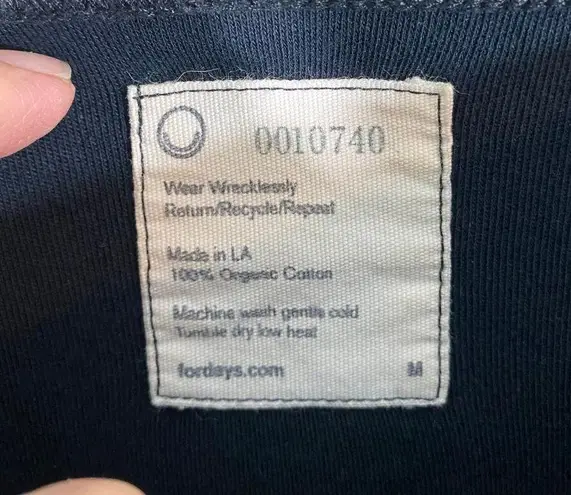 0010740
Wear Wrecklessly
Return/Recycle/Repeat
Made in LA
100% Organic Cotton
Machine wash gentle cold
Tumble dry low heat
fordays.com M